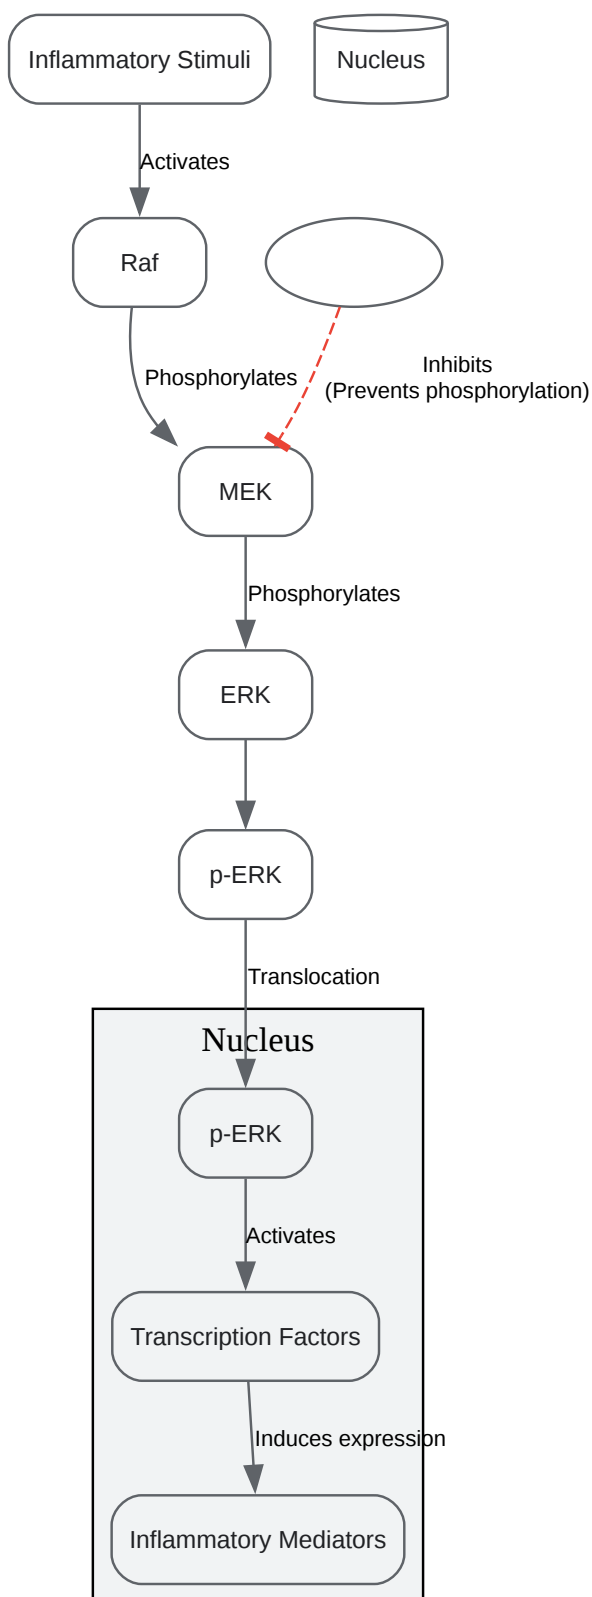 Inflammatory Stimuli
Nucleus
Activates
Raf
Phosphorylates
Inhibits
(Prevents phosphorylation)
MEK
Phosphorylates
ERK
p-ERK
Translocation
Nucleus
p-ERK
Activates
Transcription Factors
Induces expression
Inflammatory Mediators